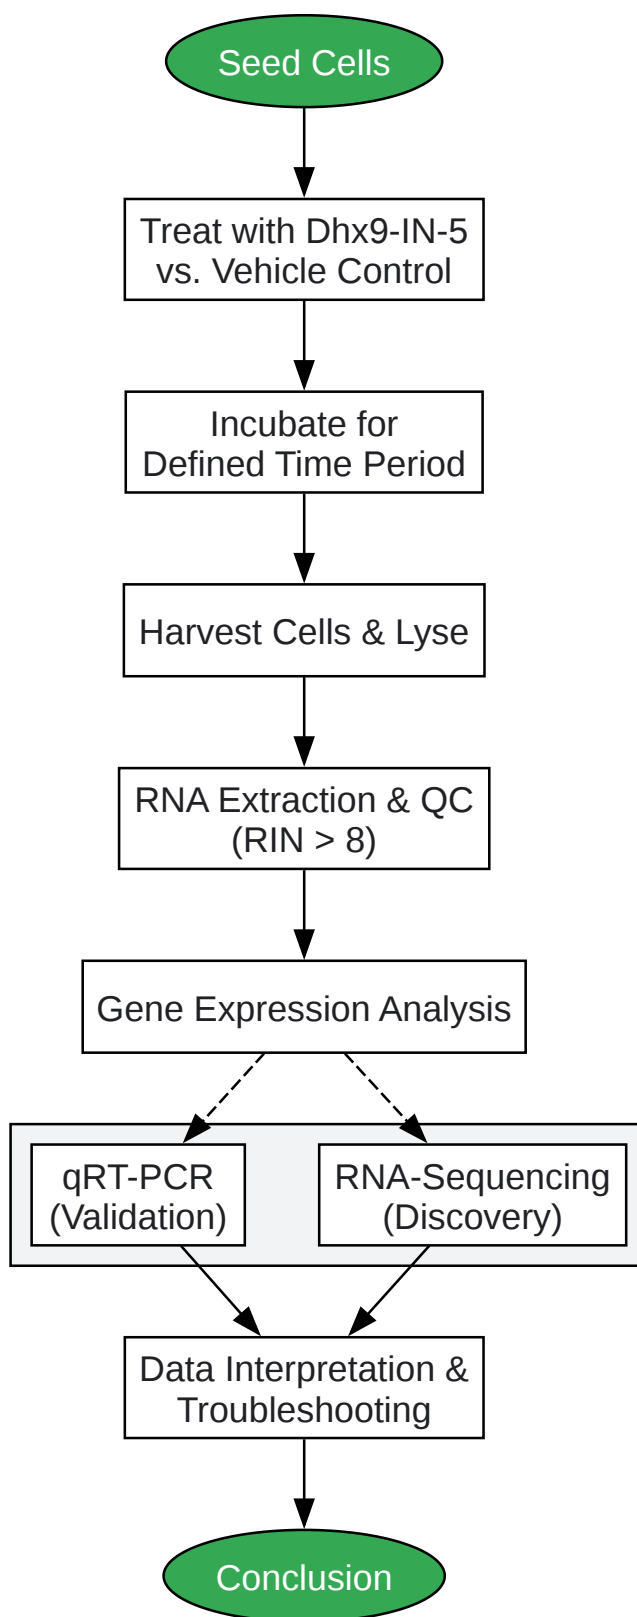 Seed Cells
Treat with Dhx9-IN-5
vs. Vehicle Control
Incubate for
Defined Time Period
Harvest Cells & Lyse
RNA Extraction & QC
(RIN > 8)
Gene Expression Analysis
qRT-PCR
(Validation)
RNA-Sequencing
(Discovery)
Data Interpretation &
Troubleshooting
Conclusion